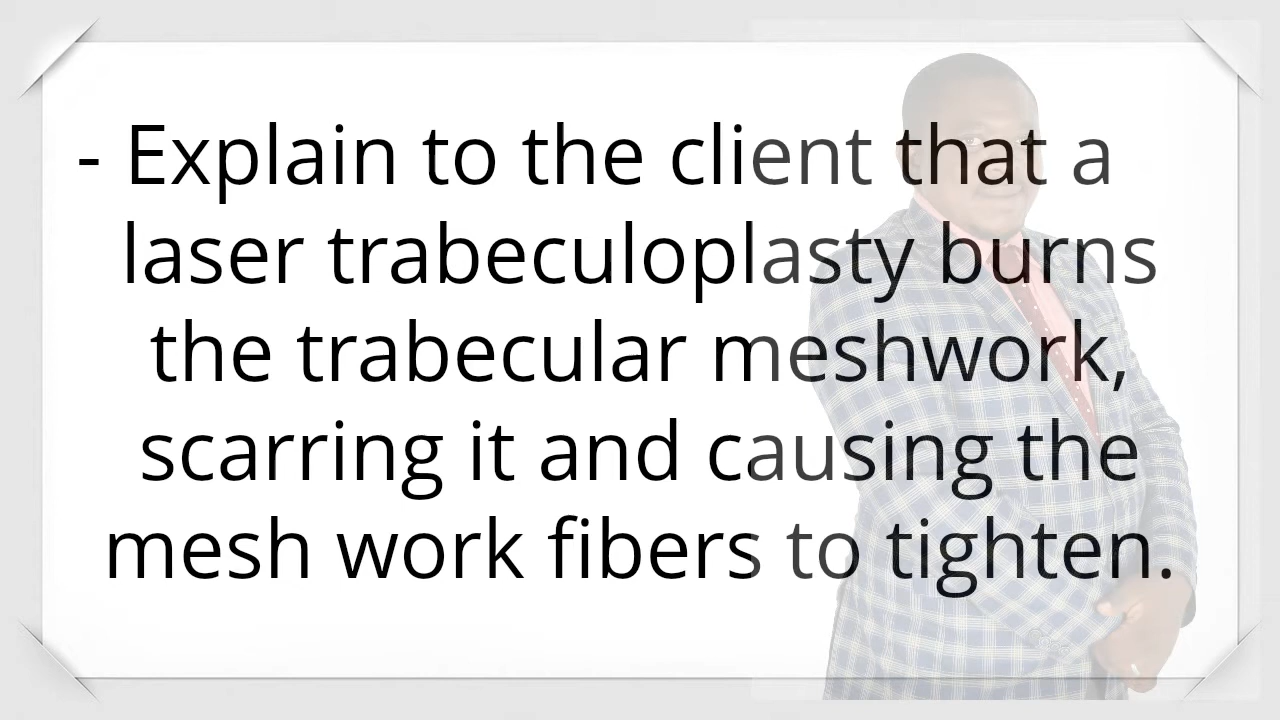 - Explain to the client that a
laser trabeculoplasty burns
the trabecular meshwork,
scarring it and causing the
mesh work fibers to tighten.